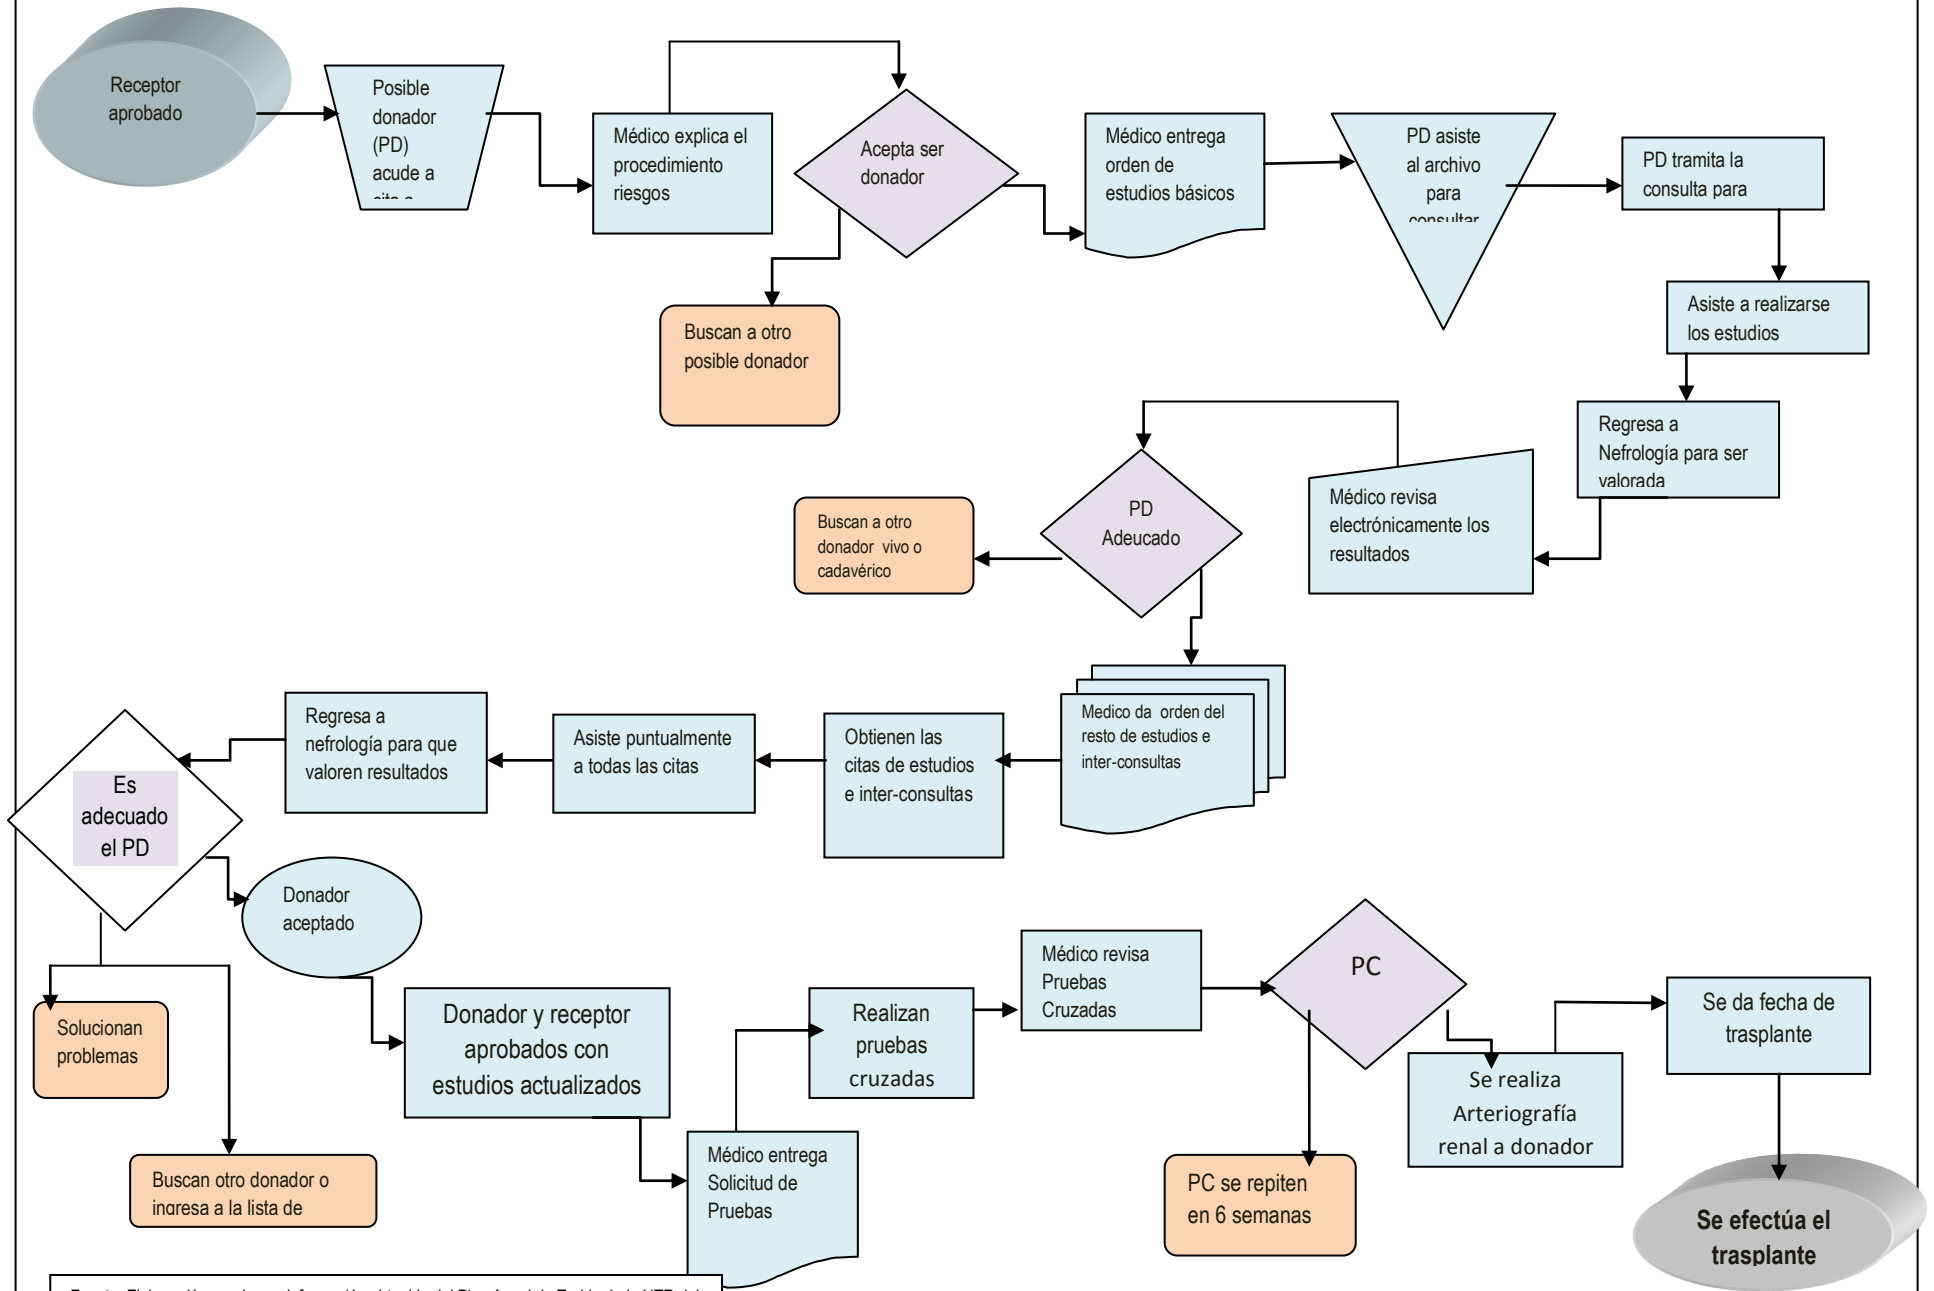 Receptor
aprobado
Posible
donador
(PD)
acude a
Médico explica el
procedimiento
riesgos
Acepta ser
donador
Médico entrega
orden de
estudios básicos
PD asiste
al archivo
para
consultar
PD tramita la
consulta para
Asiste a realizarse
los estudios
Buscan a otro
posible donador
Regresa a
Nefrología para ser
valorada
Médico revisa
electrónicamente los
resultados
PD
Adeucado
Buscan a otro
donador vivo o
cadavérico
Medico da orden del
resto de estudios e
inter-consultas
Obtienen las
citas de estudios
e inter-consultas
Asiste puntualmente
a todas las citas
Regresa a
nefrología para que
valoren resultados
Es
adecuado
el PD
Donador
aceptado
Solucionan
problemas
Buscan otro donador o
ingresa a la lista de
Donador y receptor
aprobados con
estudios actualizados
Médico entrega
Solicitud de
Pruebas
Realizan
pruebas
cruzadas
Médico revisa
Pruebas
Cruzadas
PC
PC se repiten
en 6 semanas
Se realiza
Arteriografía
renal a donador
Se da fecha de
trasplante
Se efectúa el
trasplante